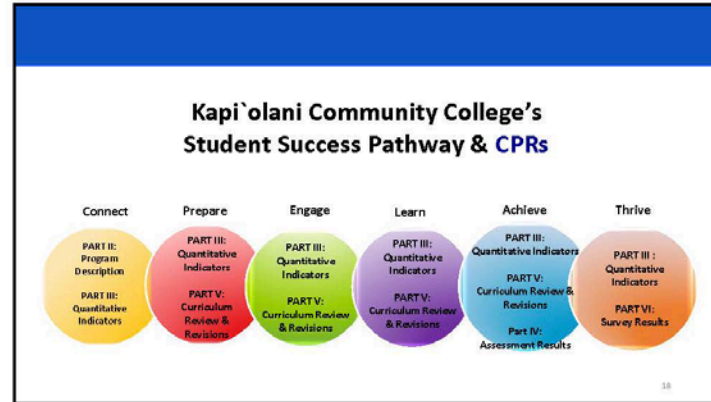 Kapi`olani Community College's
Student Success Pathway & CPRs
Connect
Prepare
Engage
Learn
Achieve
Thrive
PART II:
Program
Description
PART III:
Quantitative
Indicators
PART III:
Quantitative
Indicators
PART V:
Curriculum
Review &
Revisions
PART III:
Quantitative
Indicators
PART V:
Curriculum Review
& Revisions
PART III:
Quantitative
Indicators
PART V:
Curriculum Review
& Revisions
PART III:
Quantitative Indicators
PART V:
Curriculum Review &
Revisions
Part IV:
Assessment Results
PART III :
Quantitative
Indicators
PART VI:
Survey Results
18